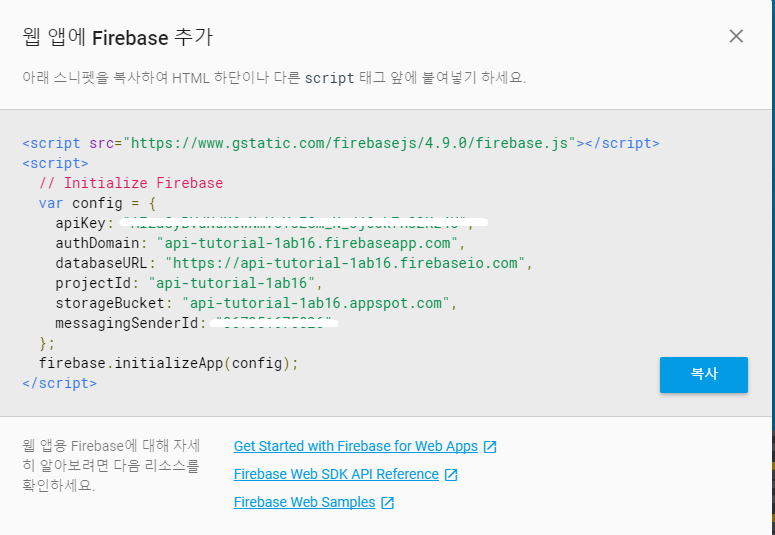 웹 앱에 Firebase 추가
아래 스니펫을 복사하여 HTML 하단이나 다른 script 태그 앞에 붙여넣기 하세요.
<script src="https://www.gstatic.com/firebasejs/4.9.0/firebase.js"></script>
<script>
// Initialize Firebase
var config = {
apiKey:
authDomain: "api-tutorial-1ab16.firebaseapp.com",
databaseURL: "https://api-tutorial-1ab16.firebaseio.com",
projectId: "api-tutorial-1ab16",
storageBucket: "api-tutorial-1ab16.appspot.com",
messagingSenderId:
};
firebase.initializeApp(config);
</script>
복사
웹 앱용 Firebase에 대해 자세
히 알아보려면 다음 리소스를
확인하세요.
Get Started with Firebase for Web Apps
Firebase Web SDK API Reference
Firebase Web Samples